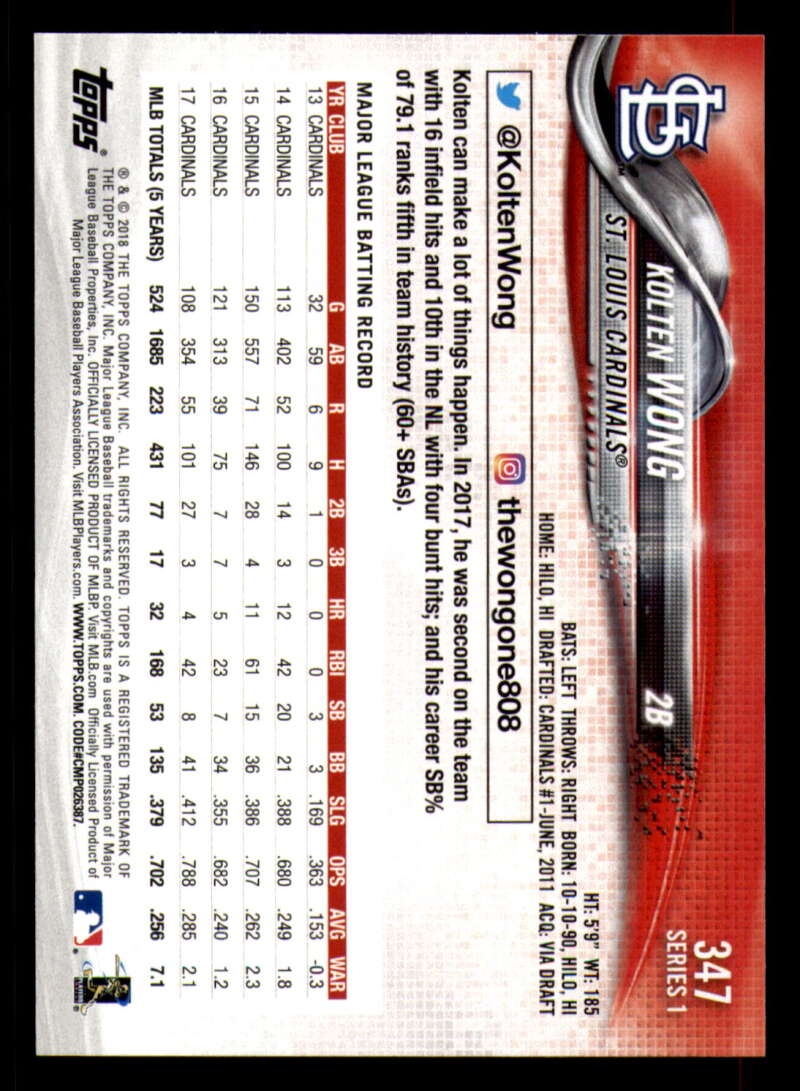 347
SERIES 1
KOLTEN WONG 2B
ST. LOUIS CARDINALS®
STL™
HT: 5'9" WT: 185
BATS: LEFT THROWS: RIGHT BORN: 10-10-90, HILO, HI
HOME: HILO, HI DRAFTED: CARDINALS #1-JUNE, 2011 ACQ: VIA DRAFT
@KoltenWong thewongone808
Kolten can make a lot of things happen. In 2017, he was second on the team
with 16 infield hits and 10th in the NL with four bunt hits; and his career SB%
of 79.1 ranks fifth in team history (60+ SBAs).
MAJOR LEAGUE BATTING RECORD
YR CLUB G AB R H 2B 3B HR RBI SB BB SLG OPS AVG WAR
13 CARDINALS 32 59 6 9 1 0 0 0 3 3 .169 .363 .153 -0.3
14 CARDINALS 113 402 52 100 14 3 12 42 20 21 .388 .680 .249 1.8
15 CARDINALS 150 557 71 146 28 4 11 61 15 36 .386 .707 .262 2.3
16 CARDINALS 121 313 39 75 7 7 5 23 7 34 .355 .682 .240 1.2
17 CARDINALS 108 354 55 101 27 3 4 42 8 41 .412 .788 .285 2.1
MLB TOTALS (5 YEARS) 524 1685 223 431 77 17 32 168 53 135 .379 .702 .256 7.1
topps®
® & © 2018 THE TOPPS COMPANY, INC. ALL RIGHTS RESERVED. TOPPS IS A REGISTERED TRADEMARK OF
THE TOPPS COMPANY, INC. Major League Baseball trademarks and copyrights are used with permission of Major
League Baseball Properties, Inc. OFFICIALLY LICENSED PRODUCT OF MLBP. Visit MLB.com Officially Licensed Product of
Major League Baseball Players Association. Visit MLBPlayers.com. WWW.TOPPS.COM. CODE#CMP026387.